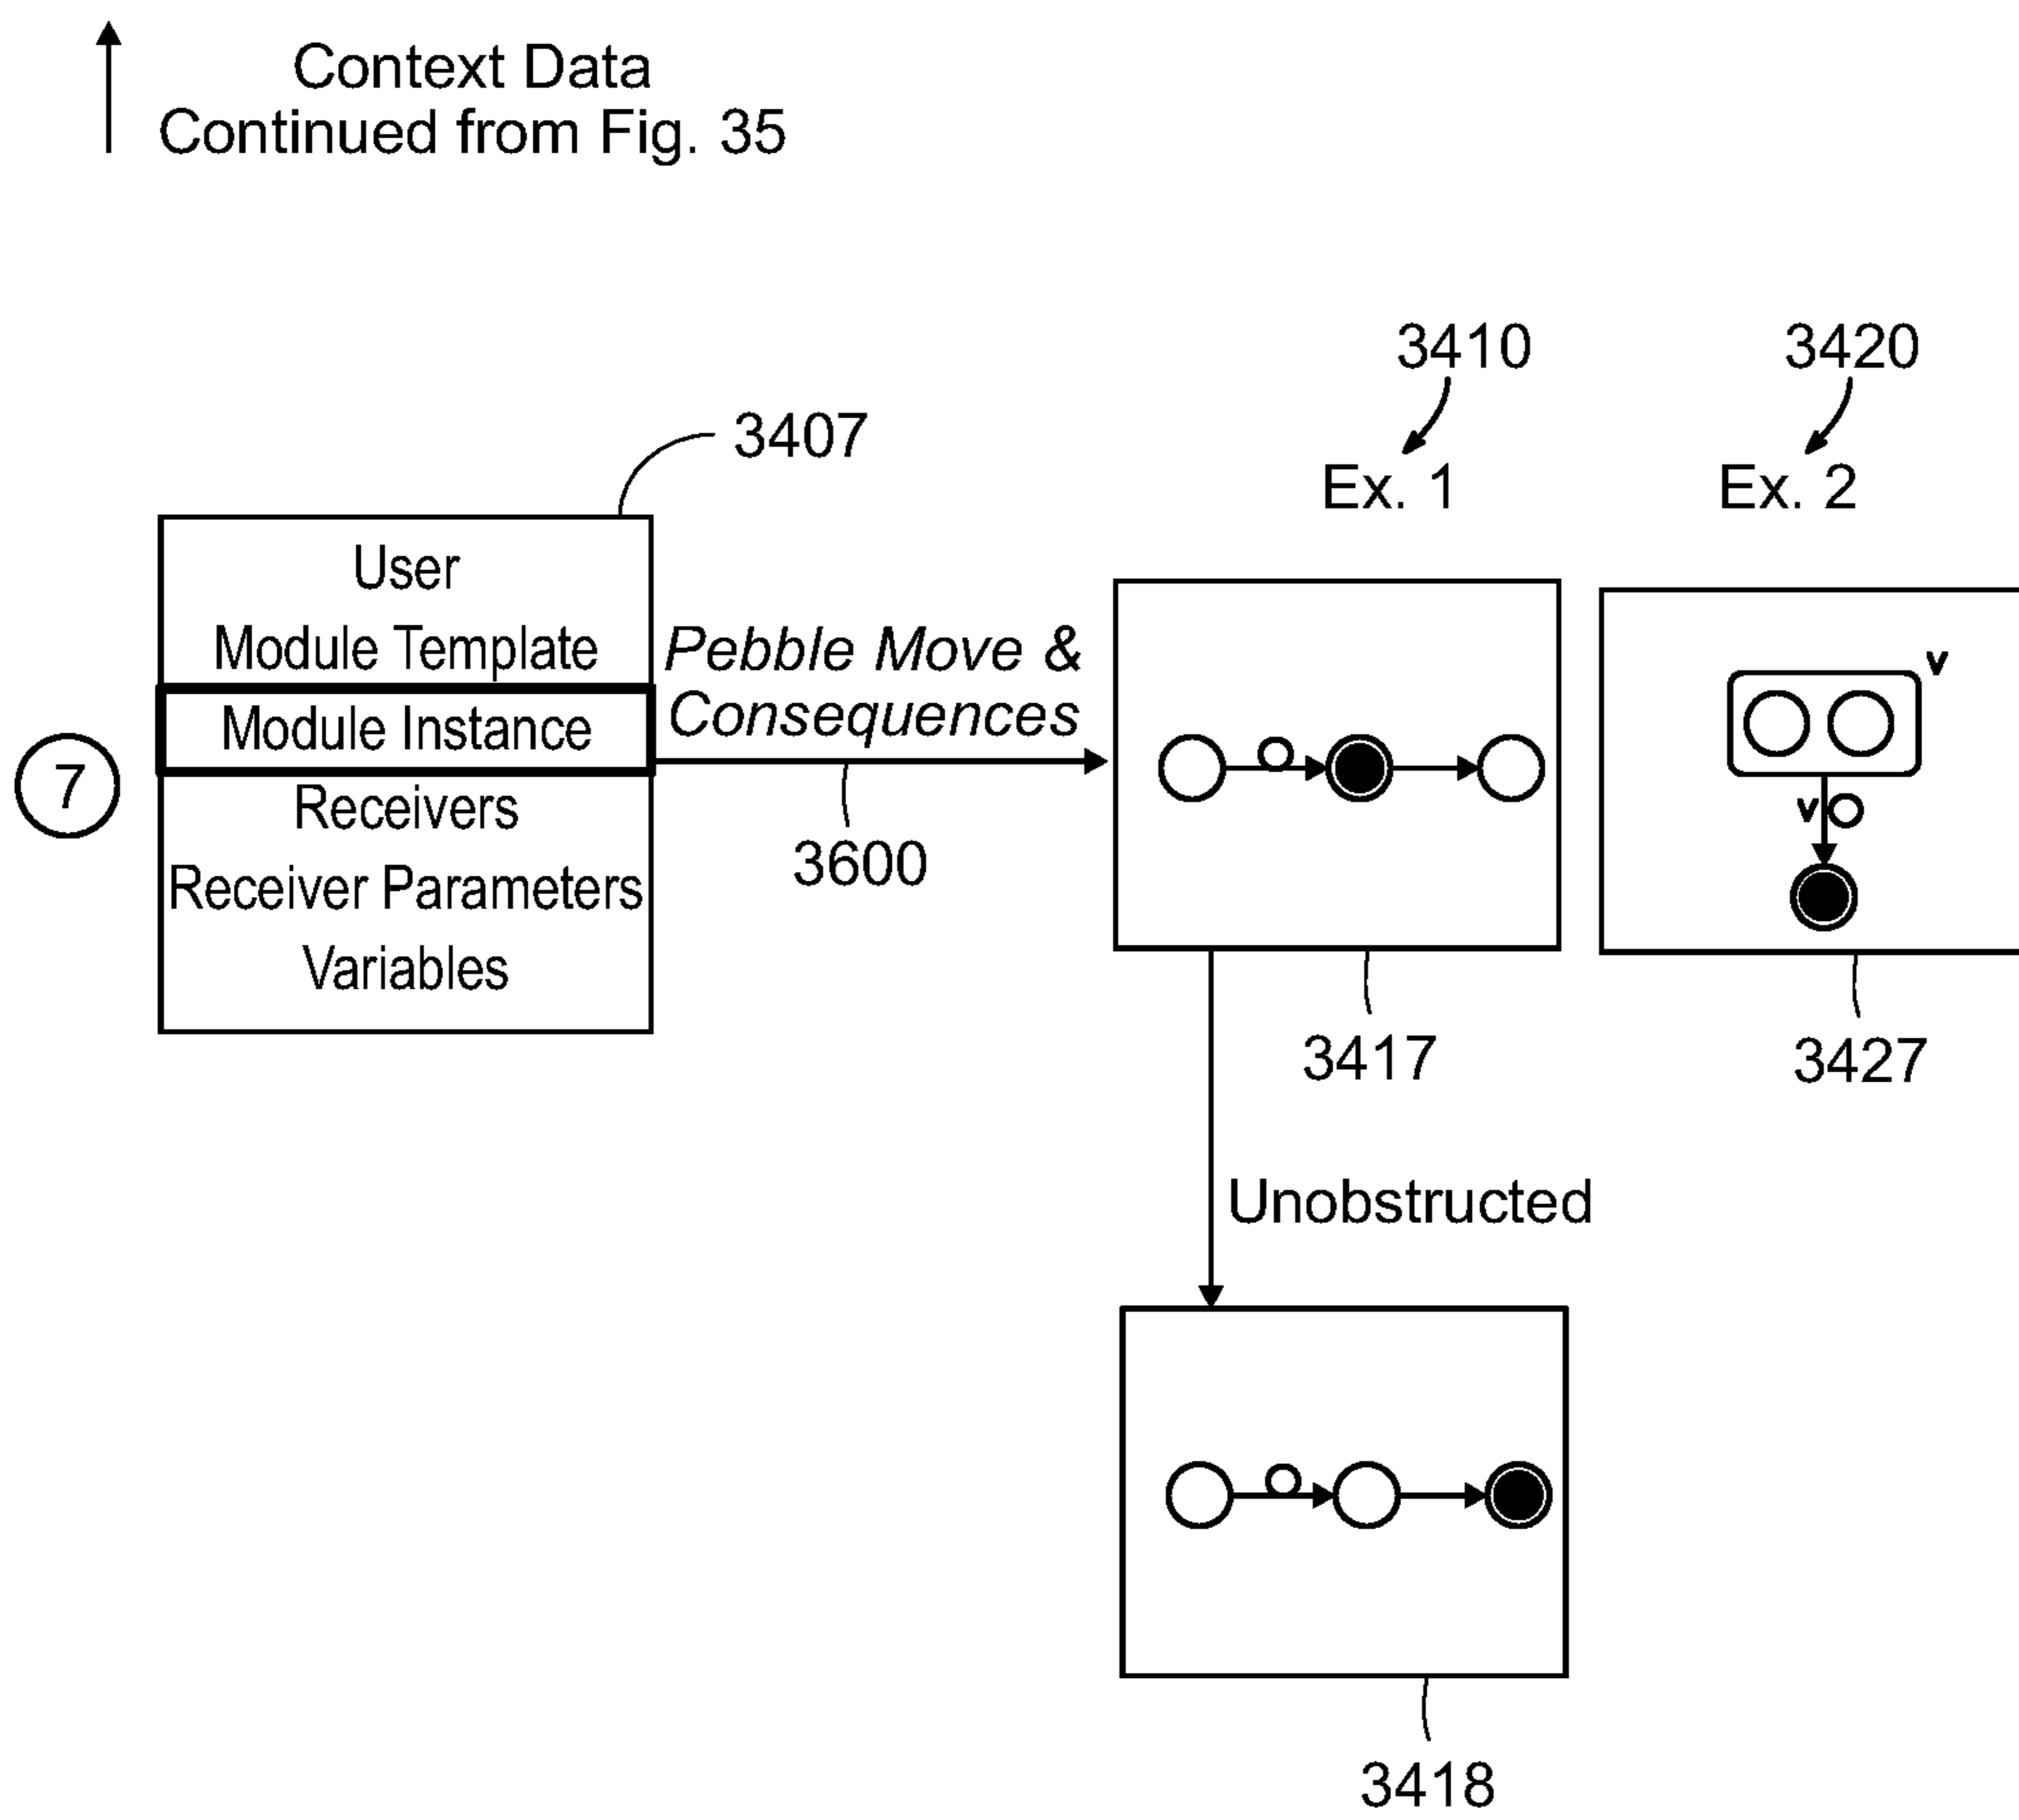 Context Data
Continued from Fig. 35
3410
3420
3407
Ex. 1
Ex. 2
User
Module Template
Module Instance
Receivers
Receiver Parameters
Variables
7
Pebble Move &
Consequences
3600
v
v
3417
3427
Unobstructed
3418